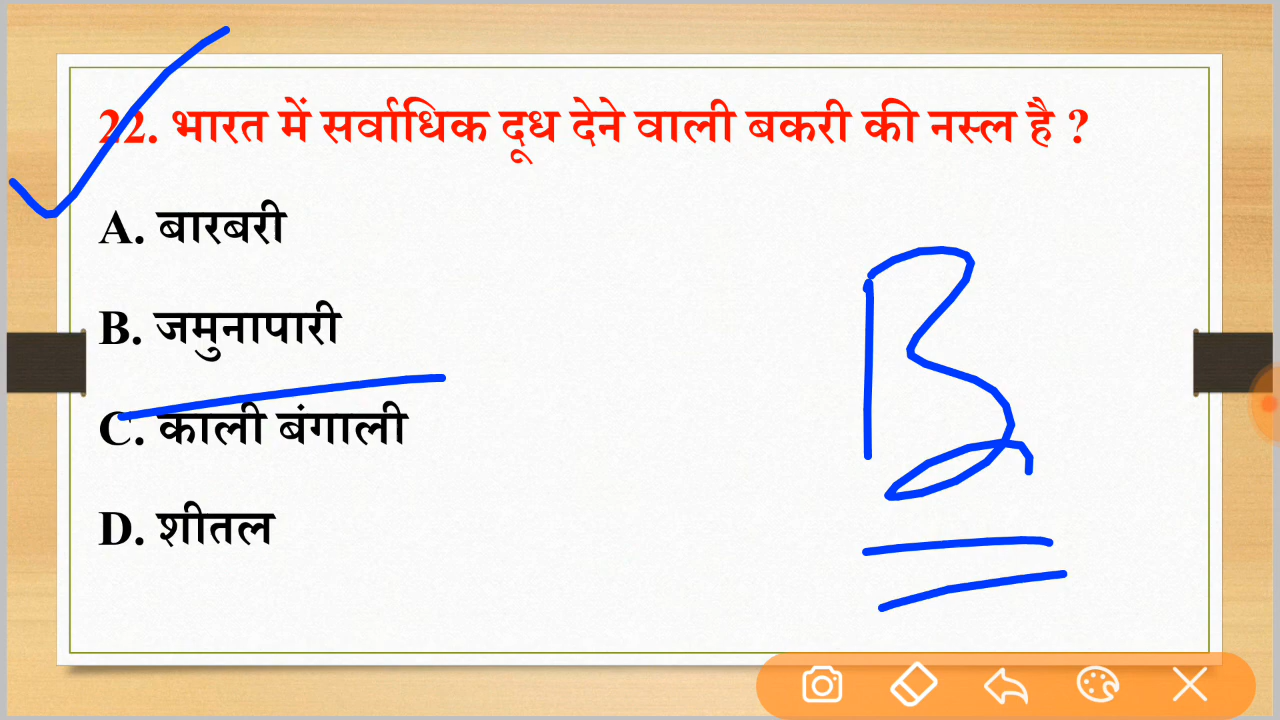 22. भारत में सर्वाधिक दूध देने वाली बकरी की नस्ल है ?
A. बारबरी
B. जमुनापारी
C. काली बंगाली
D. शीतल
B